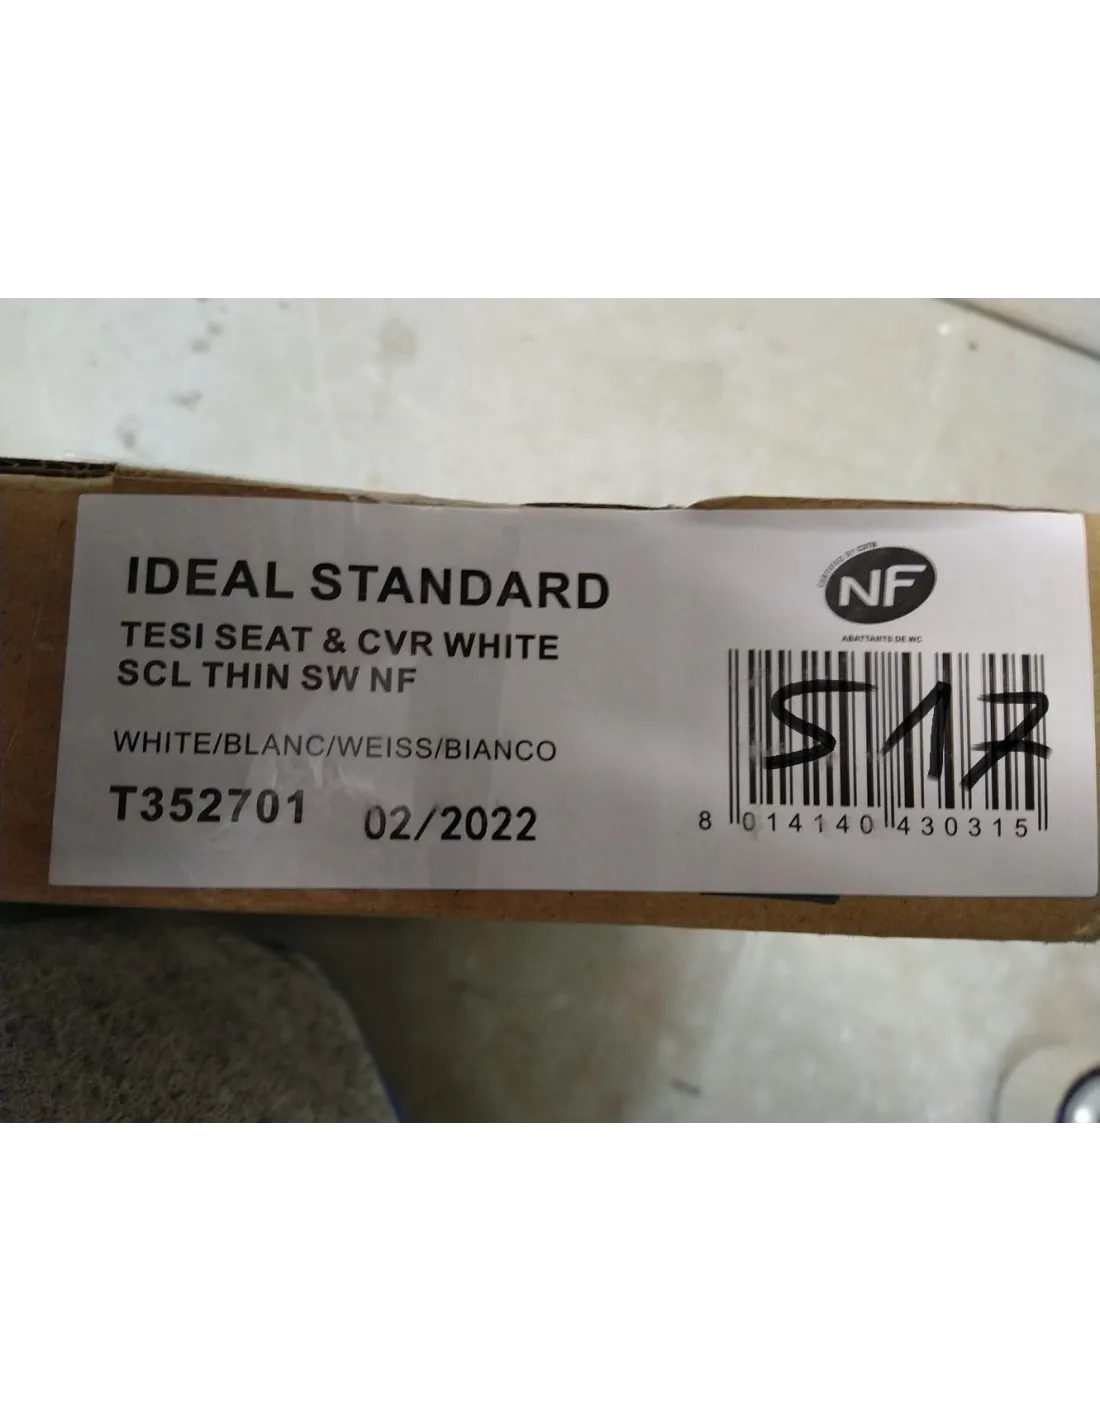 IDEAL STANDARD
TESI SEAT & CVR WHITE
SCL THIN SW NF
WHITE/BLANC/WEISS/BIANCO
T352701 02/2022
NF
ABATTANTS DE WC
S17
8 014140 430315